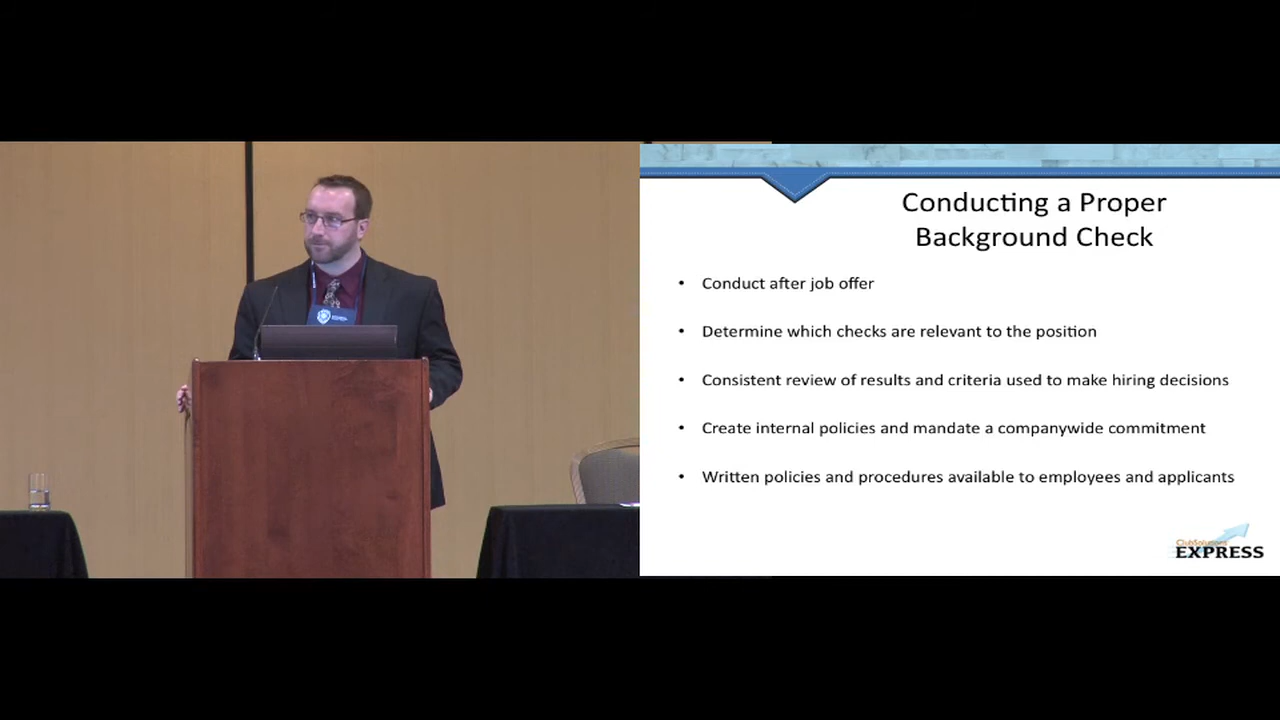 Conducting a Proper
Background Check
• Conduct after job offer
• Determine which checks are relevant to the position
• Consistent review of results and criteria used to make hiring decisions
• Create internal policies and mandate a companywide commitment
• Written policies and procedures available to employees and applicants
ClubSolutions
EXPRESS